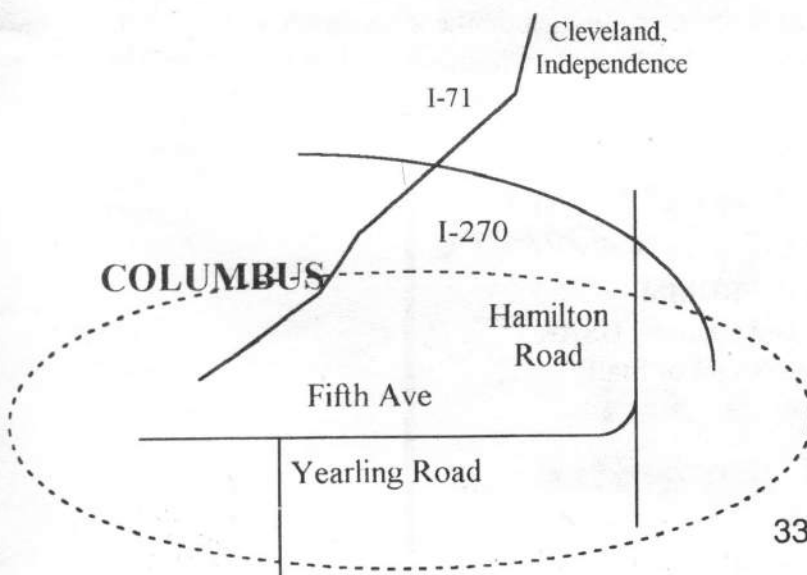 Cleveland,
Independence
I-71
I-270
COLUMBUS
Hamilton
Road
Fifth Ave
Yearling Road
33